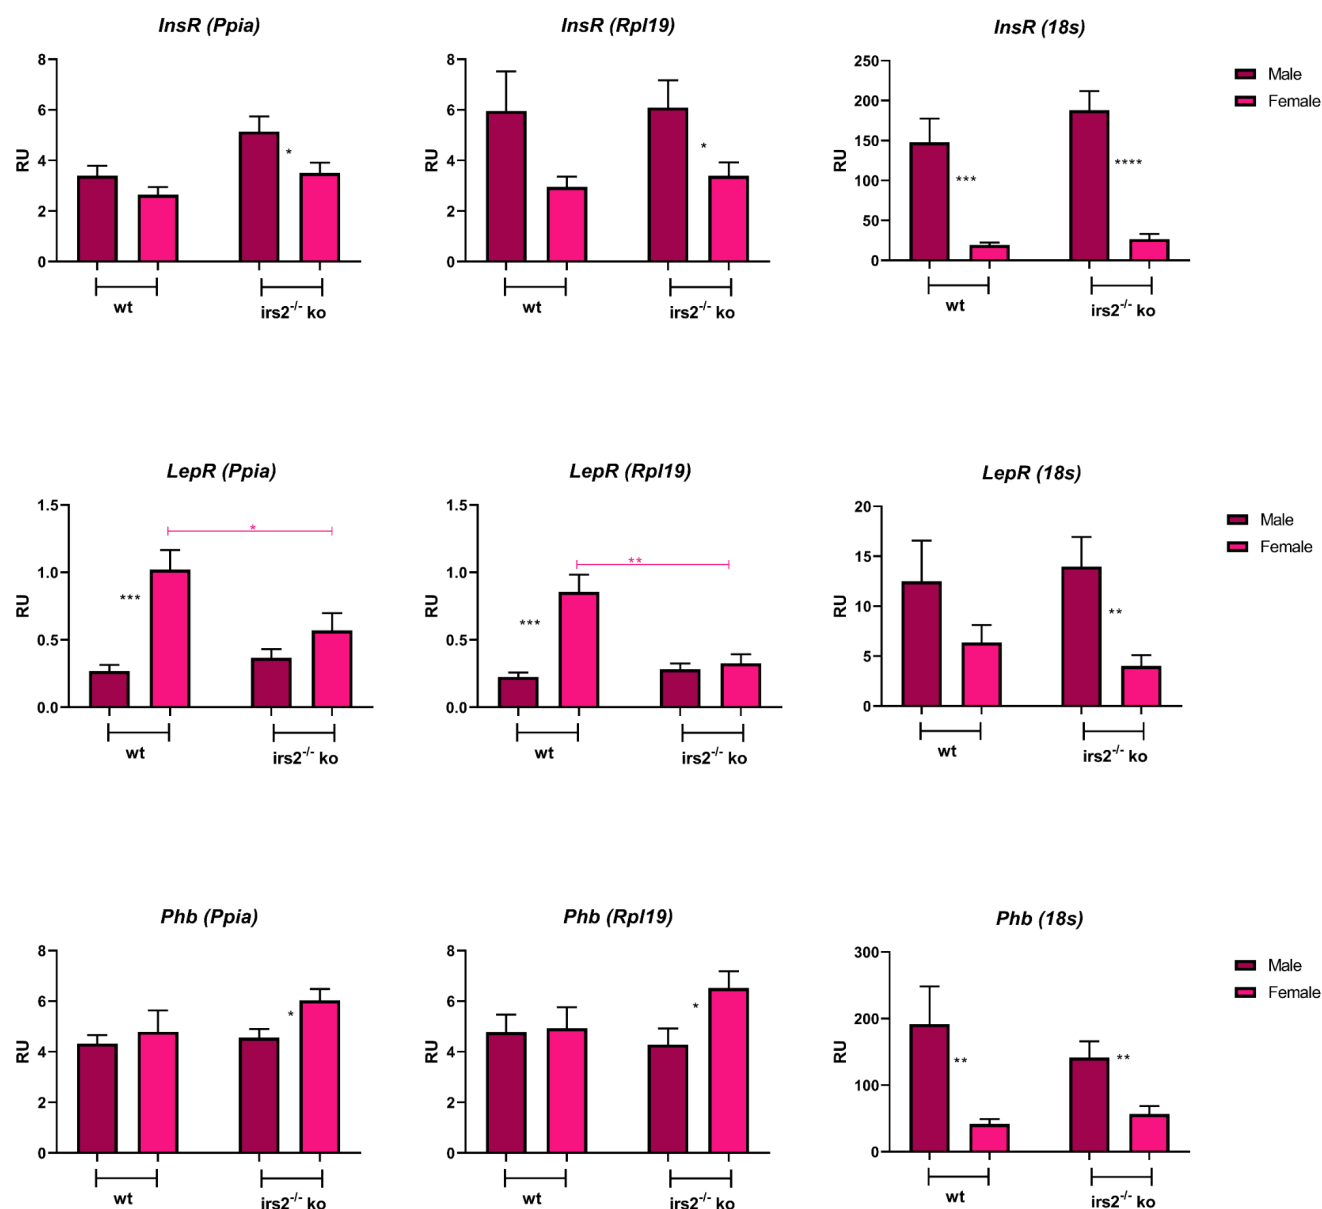 InsR (Ppia)
InsR (Rpl19)
InsR (18s)
8
6
4
2
0
RU
*
wt
irs2-/- ko
8
6
4
2
0
RU
*
wt
irs2-/- ko
250
200
150
100
50
0
RU
***
****
wt
irs2-/- ko
Male
Female
LepR (Ppia)
LepR (Rpl19)
LepR (18s)
1.5
1.0
0.5
0.0
RU
***
*
wt
irs2-/- ko
1.5
1.0
0.5
0.0
RU
***
**
wt
irs2-/- ko
20
15
10
5
0
RU
**
wt
irs2-/- ko
Male
Female
Phb (Ppia)
Phb (Rpl19)
Phb (18s)
8
6
4
2
0
RU
*
wt
irs2-/- ko
8
6
4
2
0
RU
*
wt
irs2-/- ko
300
200
100
0
RU
**
**
wt
irs2-/- ko
Male
Female